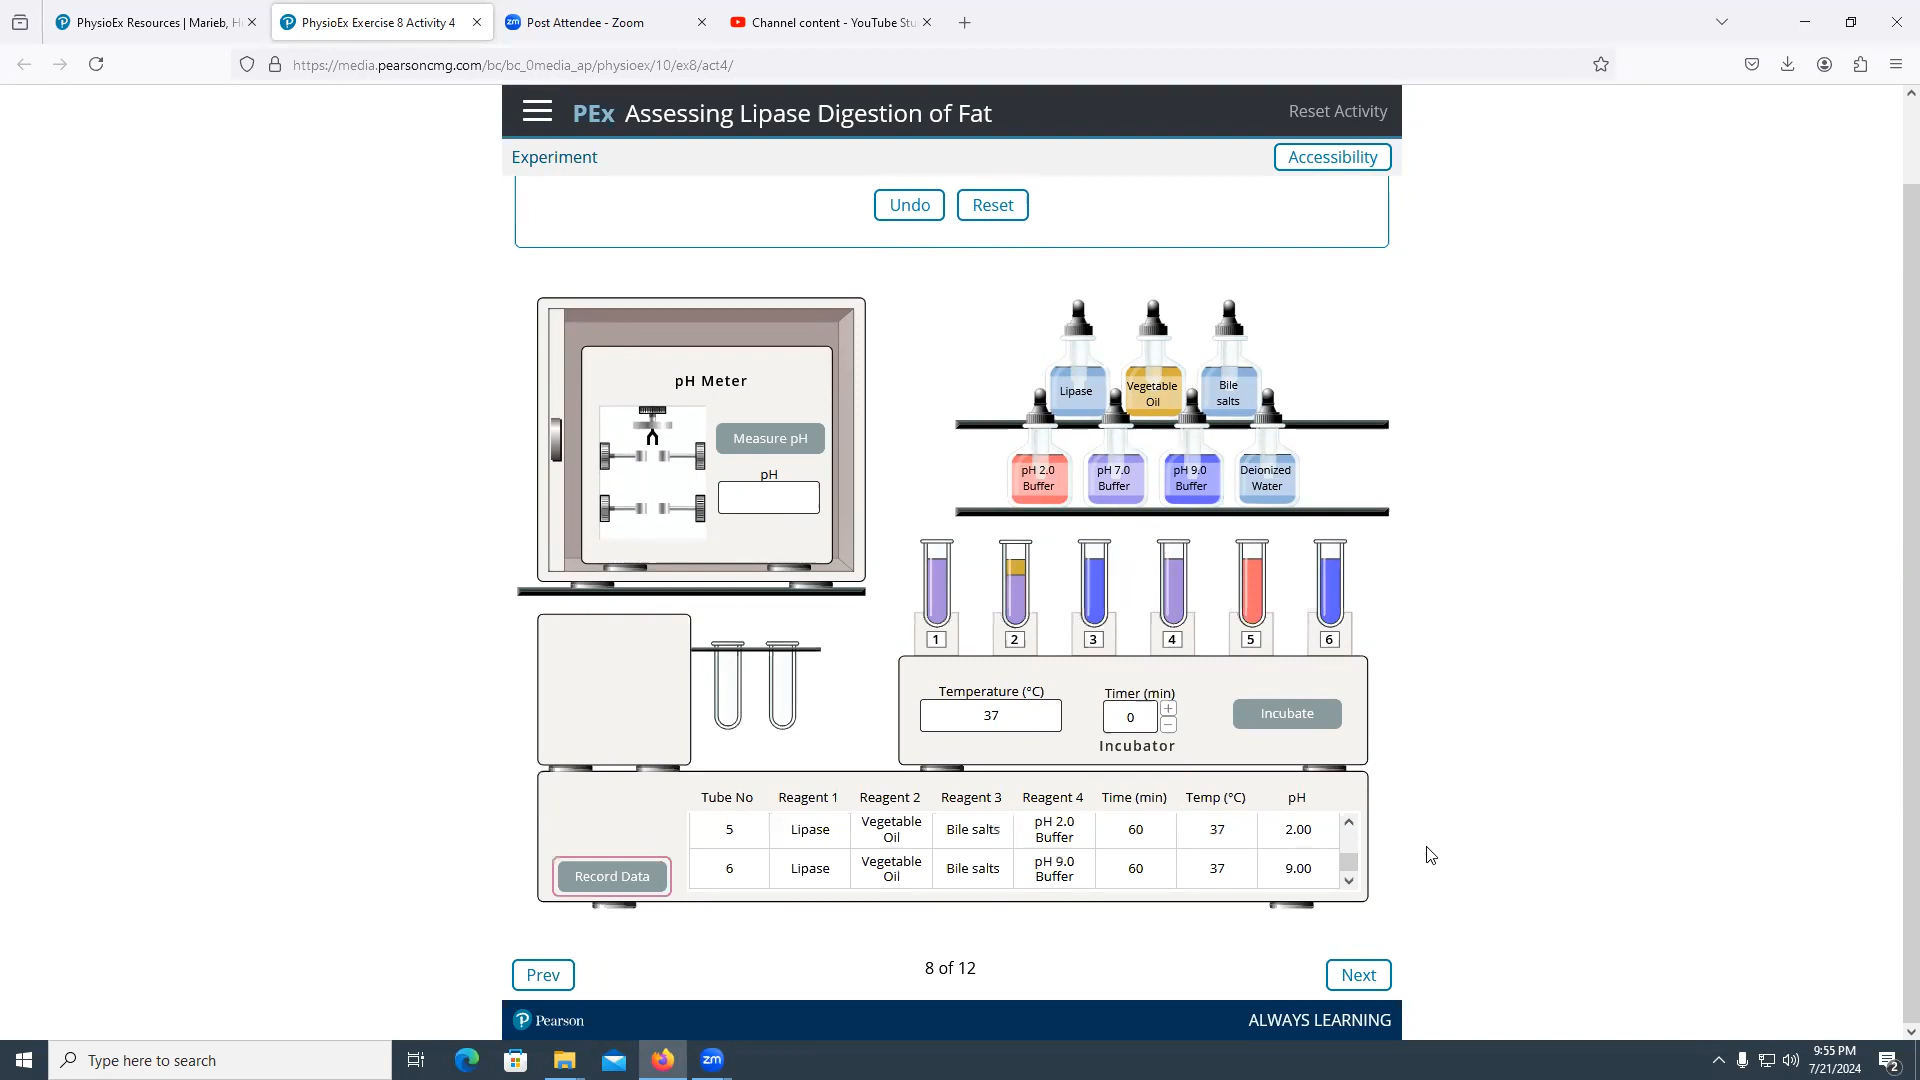 PhysioEx Resources | Marieb, H
PhysioEx Exercise 8 Activity 4
Post Attendee - Zoom
Channel content - YouTube Stu
https://media.pearsoncmg.com/bc/bc_0media_ap/physioex/10/ex8/act4/
PEx Assessing Lipase Digestion of Fat
Reset Activity
Experiment
Accessibility
Undo
Reset
pH Meter
Measure pH
pH
Lipase
Vegetable
Oil
Bile
salts
pH 2.0
Buffer
pH 7.0
Buffer
pH 9.0
Buffer
Deionized
Water
1
2
3
4
5
6
Temperature (°C)
37
Timer (min)
0
+
−
Incubator
Incubate
Tube No Reagent 1 Reagent 2 Reagent 3 Reagent 4 Time (min) Temp (°C) pH
5 Lipase Vegetable Oil Bile salts pH 2.0 Buffer 60 37 2.00
6 Lipase Vegetable Oil Bile salts pH 9.0 Buffer 60 37 9.00
Record Data
Prev
8 of 12
Next
Pearson
ALWAYS LEARNING
Type here to search
zm
9:55 PM
7/21/2024
2